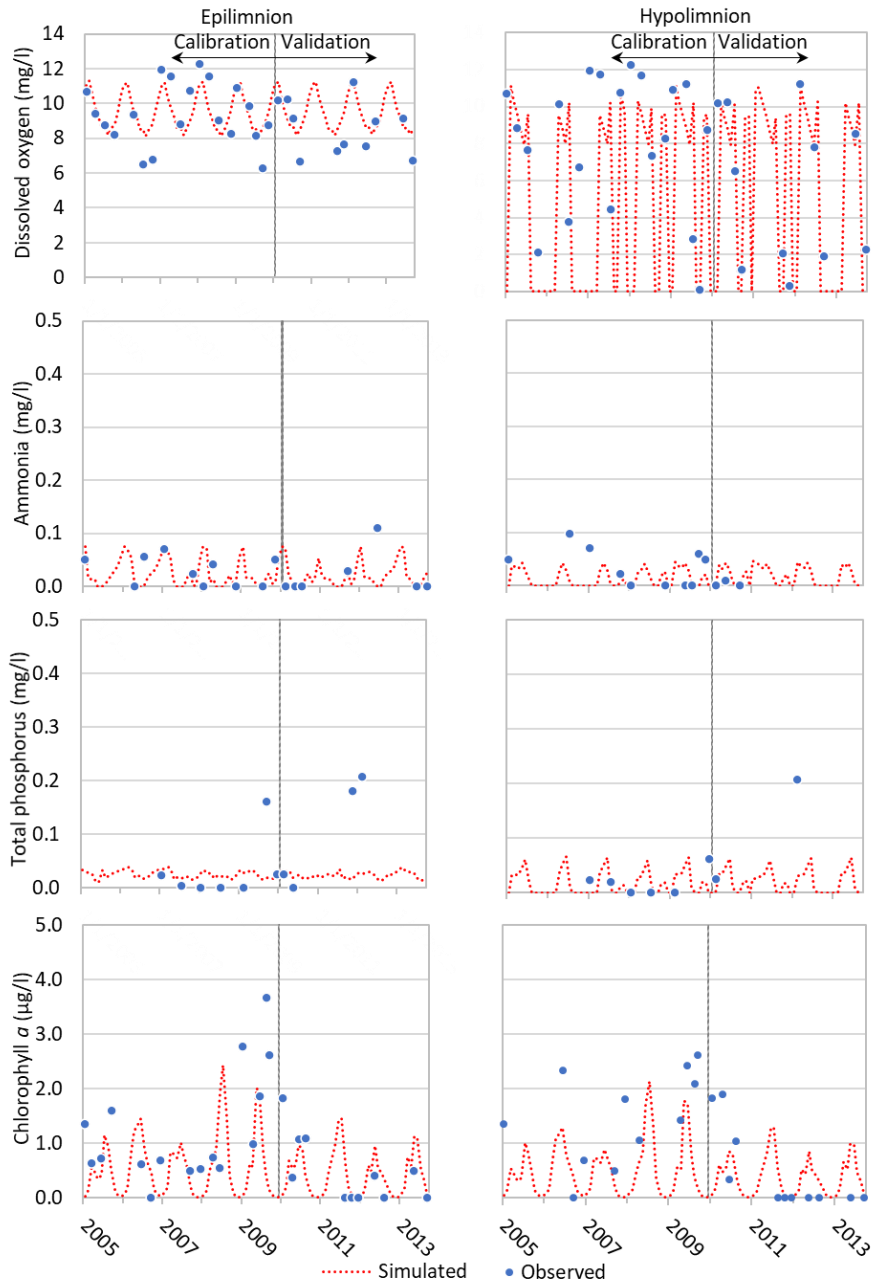 Epilimnion
Hypolimnion
Calibration Validation
Calibration Validation
Dissolved oxygen (mg/l)
14
12
10
8
6
4
2
0
Ammonia (mg/l)
0.5
0.4
0.3
0.2
0.1
0.0
Total phosphorus (mg/l)
0.5
0.4
0.3
0.2
0.1
0.0
Chlorophyll a (µg/l)
5.0
4.0
3.0
2.0
1.0
0.0
2005 2007 2009 2011 2013
2005 2007 2009 2011 2013
Simulated Observed